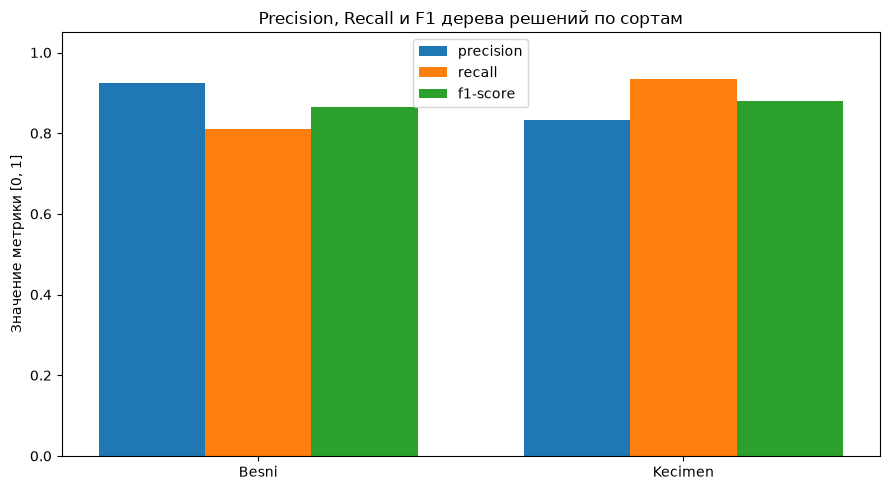 Precision, Recall и F1 дерева решений по сортам
Значение метрики [0, 1]
1.0
0.8
0.6
0.4
0.2
0.0
precision
recall
f1-score
Besni
Kecimen